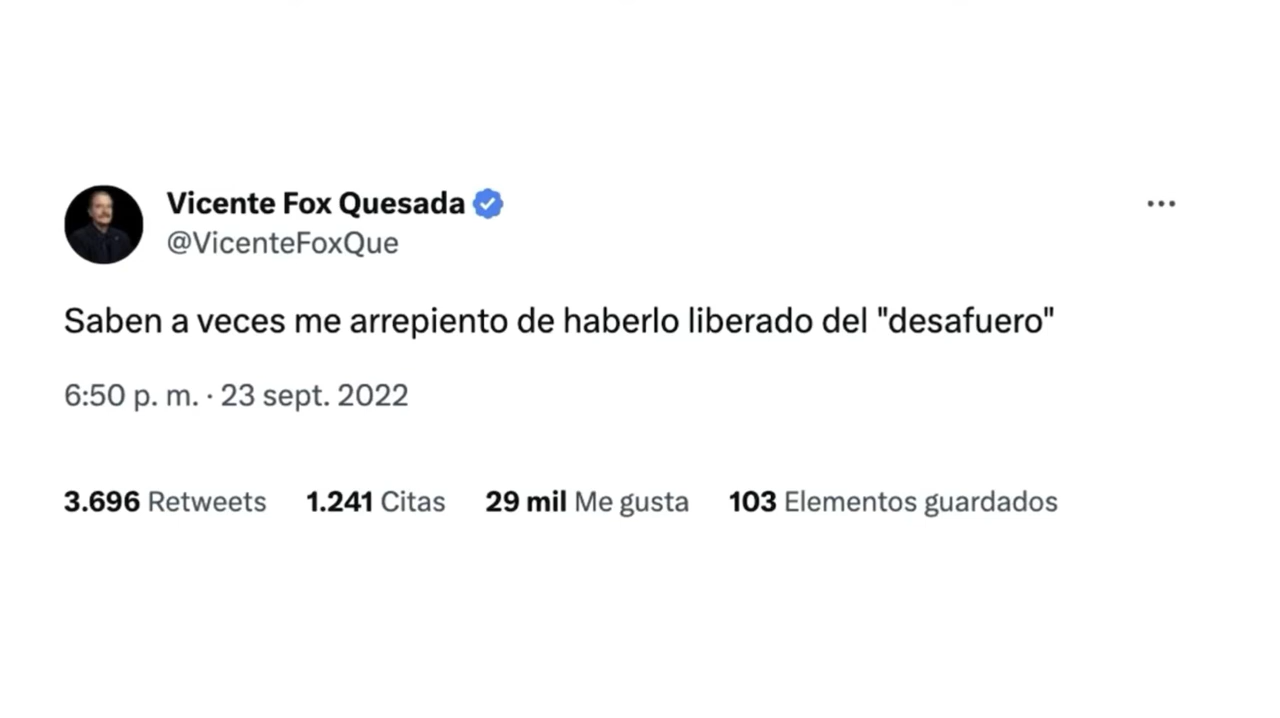 Vicente Fox Quesada
@VicenteFoxQue
Saben a veces me arrepiento de haberlo liberado del "desafuero"
6:50 p. m. · 23 sept. 2022
3.696 Retweets 1.241 Citas 29 mil Me gusta 103 Elementos guardados